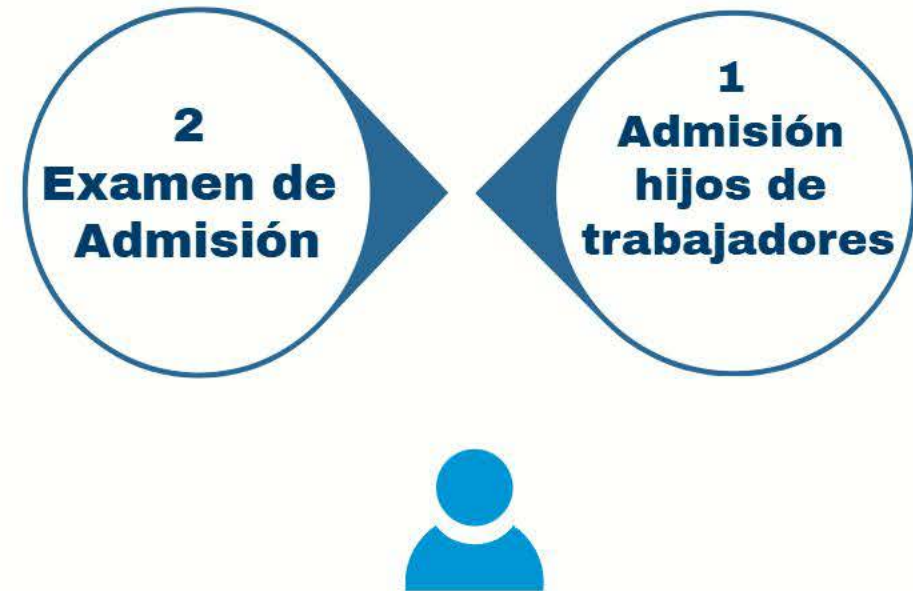 2
Examen de
Admisión
1
Admisión
hijos de
trabajadores